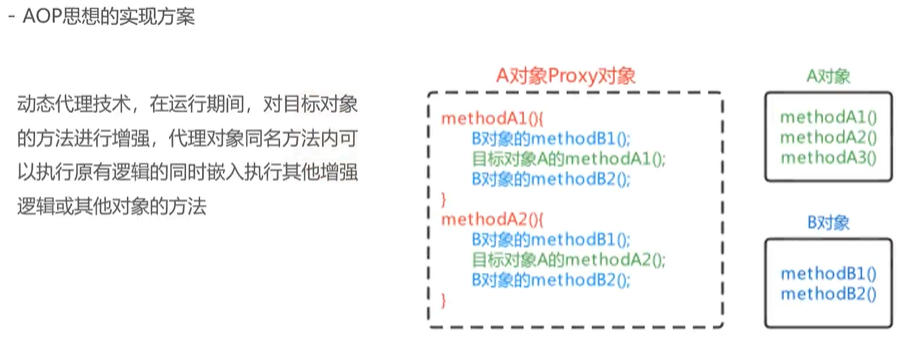 - AOP思想的实现方案
动态代理技术，在运行期间，对目标对象
的方法进行增强，代理对象同名方法内可
以执行原有逻辑的同时嵌入执行其他增强
逻辑或其他对象的方法
A对象Proxy对象
methodA1(){
B对象的methodB1();
目标对象A的methodA1();
B对象的methodB2();
}
methodA2(){
B对象的methodB1();
目标对象A的methodA2();
B对象的methodB2();
}
A对象
methodA1()
methodA2()
methodA3()
B对象
methodB1()
methodB2()